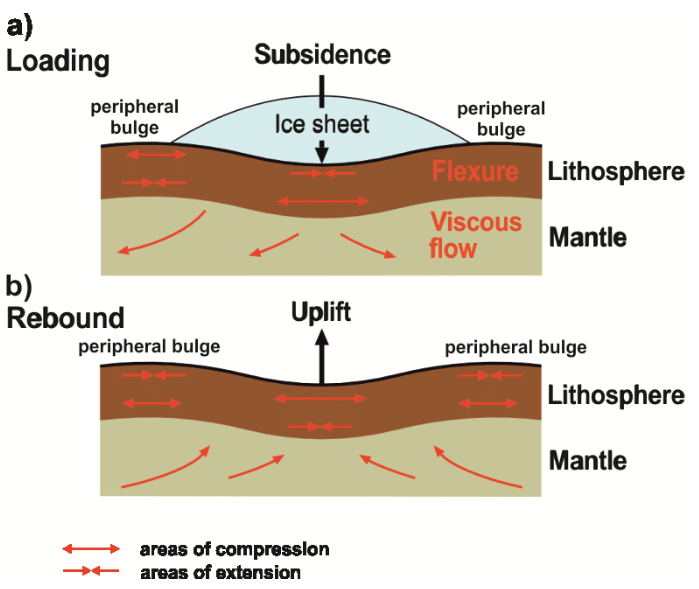 a)
Loading
Subsidence
peripheral
bulge
peripheral
bulge
Ice sheet
Flexure
Lithosphere
Viscous
flow
Mantle
b)
Rebound
Uplift
peripheral bulge
peripheral bulge
Lithosphere
Mantle
areas of compression
areas of extension